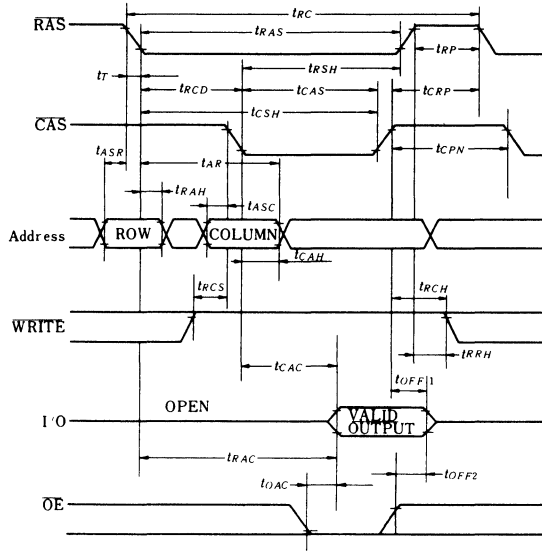 tRC
RAS
tRAS
tRP
tT
tRSH
tRCD
tCAS
tCRP
tCSH
CAS
tASR
tAR
tCPN
tRAH
tASC
Address
ROW
COLUMN
tCAH
tRCS
tRCH
WRITE
tRRH
tCAC
tOFF1
OPEN
I/O
VALID
OUTPUT
tRAC
tOFF2
tOAC
OE